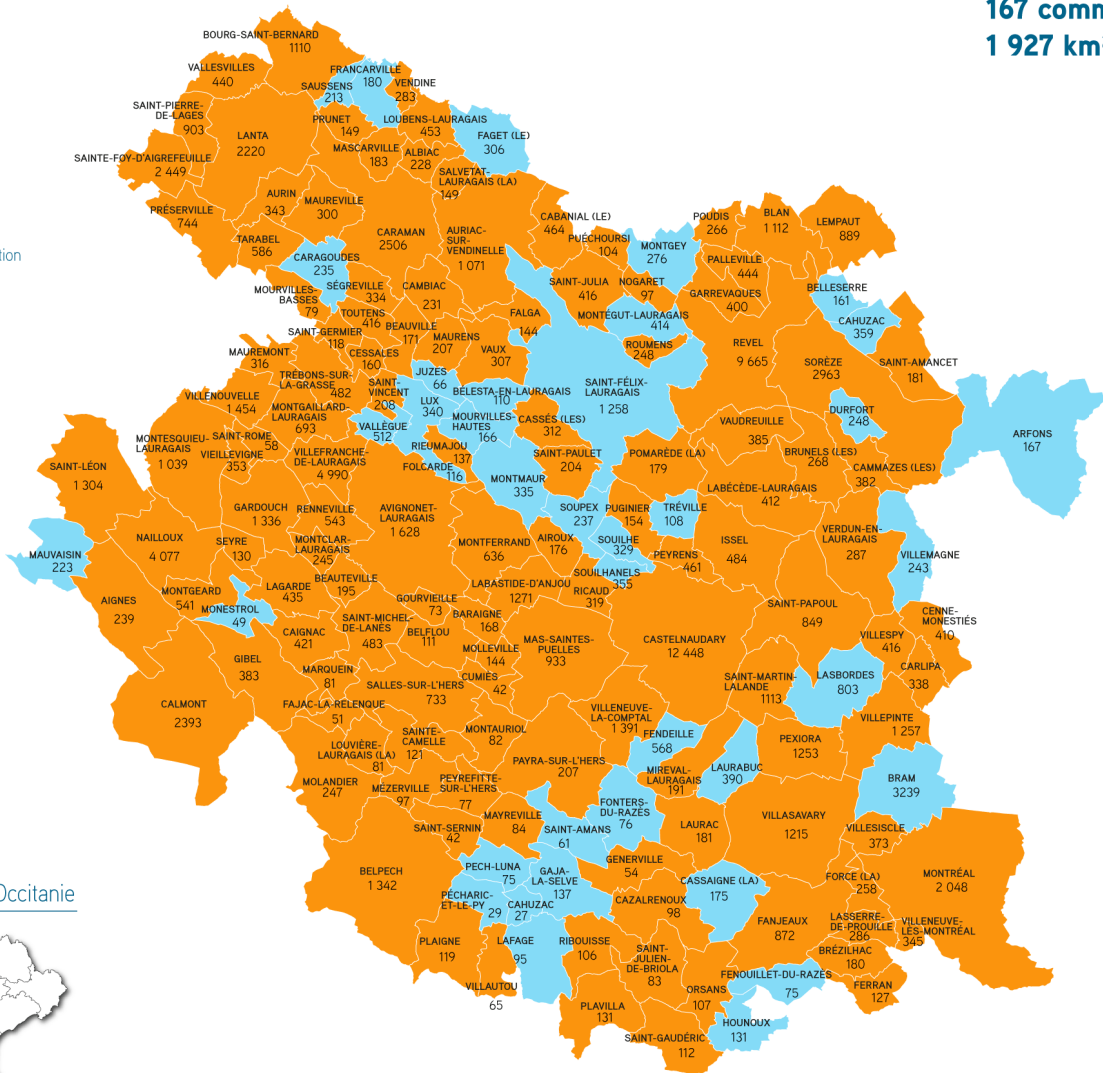 167 comm
1 927 km
BOURG-SAINT-BERNARD
1110
VALLESVILLES
440
FRANCARVILLE
180
SAUSSENS
213
VENDINE
283
SAINT-PIERRE-
DE-LAGES
903
PRUNET
149
LOUBENS-LAURAGAIS
453
FAGET (LE)
306
LANTA
2220
MASCARVILLE
183
ALBIAC
228
SAINTE-FOY-D'AIGREFEUILLE
2 449
SALVETAT-
LAURAGAIS (LA)
149
AURIN
343
MAUREVILLE
300
PRÉSERVILLE
744
CARAMAN
2506
AURIAC-
SUR-
VENDINELLE
1 071
CABANIAL (LE)
464
PUÉCHOURSI
104
POUDIS
266
BLAN
1 112
LEMPAUT
889
TARABEL
586
MONTGEY
276
tion
CARAGOUDES
235
PALLEVILLE
444
SÉGREVILLE
334
CAMBIAC
231
SAINT-JULIA
416
NOGARET
97
GARREVAQUES
400
BELLESERRE
161
MOURVILLES-
BASSES
79
TOUTENS
416
FALGA
144
MONTÉGUT-LAURAGAIS
414
CAHUZAC
359
SAINT-GERMIER
118
BEAUVILLE
171
MAURENS
207
VAUX
307
ROUMENS
248
REVEL
9 665
MAUREMONT
316
CESSALES
160
SORÈZE
2963
SAINT-AMANCET
181
TRÉBONS-SUR-
LA-GRASSE
482
SAINT-
VINCENT
208
JUZES
66
BÉLESTA-EN-LAURAGAIS
110
SAINT-FÉLIX-
LAURAGAIS
1 258
VILLENOUVELLE
1 454
LUX
340
MONTGAILLARD-
LAURAGAIS
693
MOURVILLES-
HAUTES
166
CASSÉS (LES)
312
DURFORT
248
VALLÈGUE
512
VAUDREUILLE
385
ARFONS
167
MONTESQUIEU-
LAURAGAIS
1 039
SAINT-ROME
58
RIEUMAJOU
137
VIEILLEVIGNE
353
VILLEFRANCHE-
DE-LAURAGAIS
4 990
SAINT-PAULET
204
POMARÈDE (LA)
179
BRUNELS (LES)
268
SAINT-LÉON
1 304
FOLCARDE
116
CAMMAZES (LES)
382
MONTMAUR
335
LABÉCÈDE-LAURAGAIS
412
GARDOUCH
1 336
RENNEVILLE
543
AVIGNONET-
LAURAGAIS
1 628
SOUPEX
237
PUGINIER
154
TRÉVILLE
108
NAILLOUX
4 077
SEYRE
130
MONTCLAR-
LAURAGAIS
245
MONTFERRAND
636
AIROUX
176
SOUILHE
329
ISSEL
484
VERDUN-EN-
LAURAGAIS
287
MAUVAISIN
223
PEYRENS
461
VILLEMAGNE
243
SOUILHANELS
355
BEAUTEVILLE
195
LABASTIDE-D'ANJOU
1271
MONTGEARD
541
LAGARDE
435
RICAUD
319
AIGNES
239
MONESTROL
49
GOURVIEILLE
73
SAINT-PAPOUL
849
CENNE-
MONESTIÉS
410
SAINT-MICHEL-
DE-LANÈS
483
BARAIGNE
168
CAIGNAC
421
BELFLOU
111
MAS-SAINTES-
PUELLES
933
CASTELNAUDARY
12 448
VILLESPY
416
MOLLEVILLE
144
GIBEL
383
MARQUEIN
81
CARLIPA
338
CUMIÈS
42
SAINT-MARTIN-
LALANDE
1113
LASBORDES
803
SALLES-SUR-L'HERS
733
CALMONT
2393
FAJAC-LA-RELENQUE
51
VILLENEUVE-
LA-COMPTAL
1 391
VILLEPINTE
1 257
MONTAURIOL
82
FENDEILLE
568
SAINTE-
CAMELLE
121
PEXIORA
1253
LOUVIÈRE-
LAURAGAIS (LA)
81
PAYRA-SUR-L'HERS
207
LAURABUC
390
MIREVAL-
LAURAGAIS
191
BRAM
3239
MOLANDIER
247
MÉZERVILLE
97
PEYREFITTE-
SUR-L'HERS
77
FONTERS-
DU-RAZÈS
76
MAYREVILLE
84
VILLASAVARY
1215
SAINT-SERNIN
42
SAINT-AMANS
61
LAURAC
181
VILLESISCLE
373
GENERVILLE
54
BELPECH
1 342
PECH-LUNA
75
GAJA-
LA-SELVE
137
CASSAIGNE (LA)
175
FORCE (LA)
258
MONTRÉAL
2 048
Occitanie
PÉCHARIC-
ET-LE-PY
29
CAHUZAC
27
CAZALRENOUX
98
FANJEAUX
872
LASSERRE-
DE-PROUILLE
286
VILLENEUVE-
LÈS-MONTRÉAL
345
PLAIGNE
119
LAFAGE
95
RIBOUISSE
106
SAINT-
JULIEN-
DE-BRIOLA
83
BRÉZILHAC
180
FENOUILLET-DU-RAZÈS
75
VILLAUTOU
65
ORSANS
107
FERRAN
127
PLAVILLA
131
HOUNOUX
131
SAINT-GAUDÉRIC
112